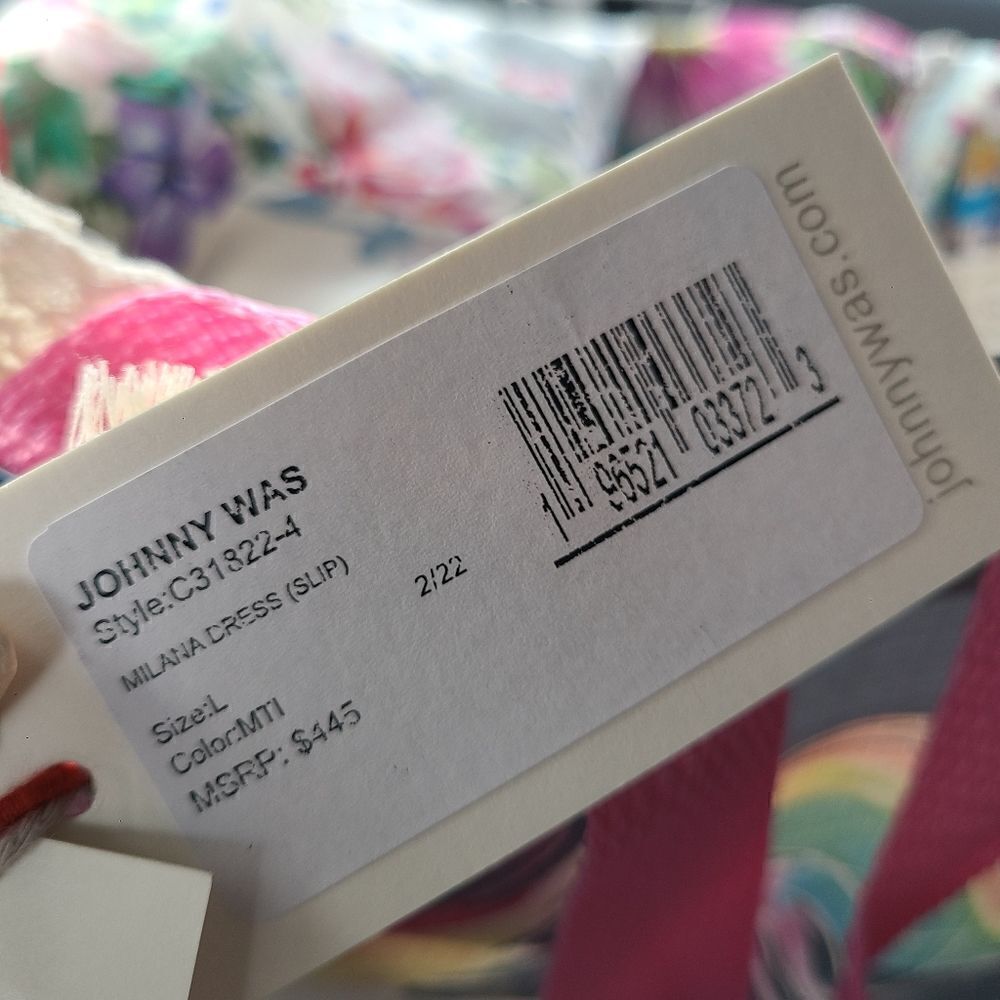 JOHNNY WAS
Style:C31822-4
MILANA DRESS (SLIP)
2/22
Size:L
Color:MTI
MSRP: $445
1 96521 03372 3
johnnywas.com